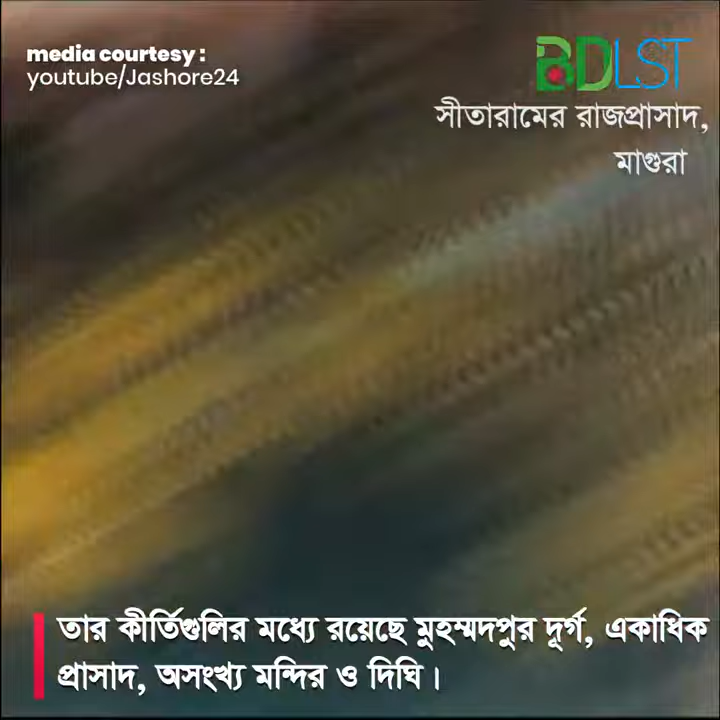 media courtesy :
youtube/Jashore24
BDLST
সীতারামের রাজপ্রাসাদ,
মাগুরা
তার কীর্তিগুলির মধ্যে রয়েছে মুহম্মদপুর দূর্গ, একাধিক
প্রাসাদ, অসংখ্য মন্দির ও দিঘি।